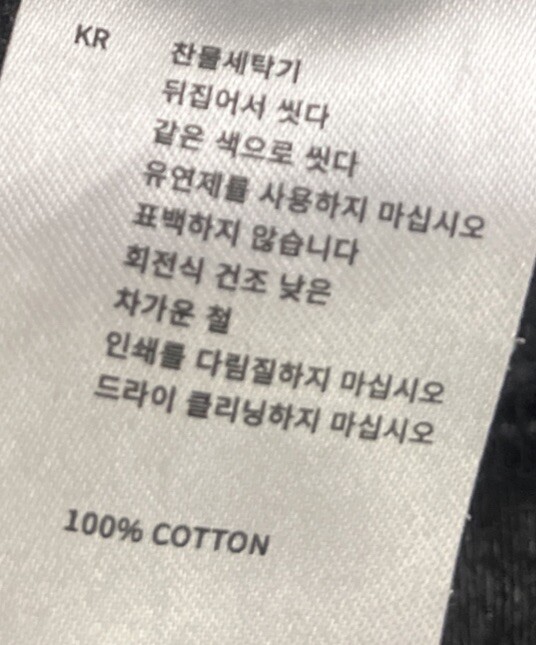 KR
찬물세탁기
뒤집어서 씻다
같은 색으로 씻다
유연제를 사용하지 마십시오
표백하지 않습니다
회전식 건조 낮은
차가운 철
인쇄를 다림질하지 마십시오
드라이 클리닝하지 마십시오
100% COTTON